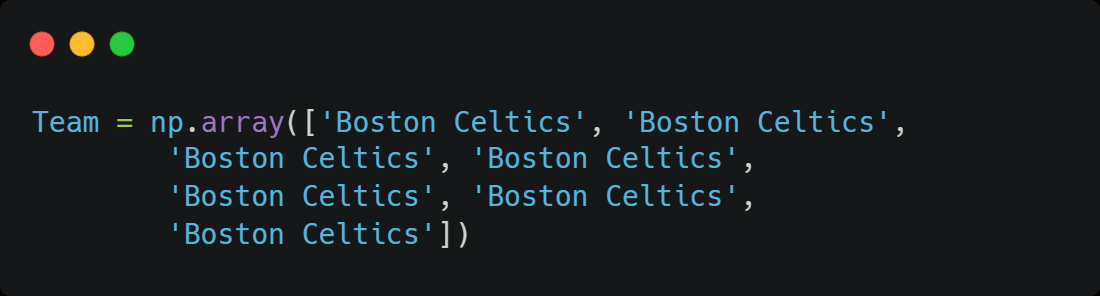 Team = np.array(['Boston Celtics', 'Boston Celtics',
        'Boston Celtics', 'Boston Celtics',
        'Boston Celtics', 'Boston Celtics',
        'Boston Celtics'])